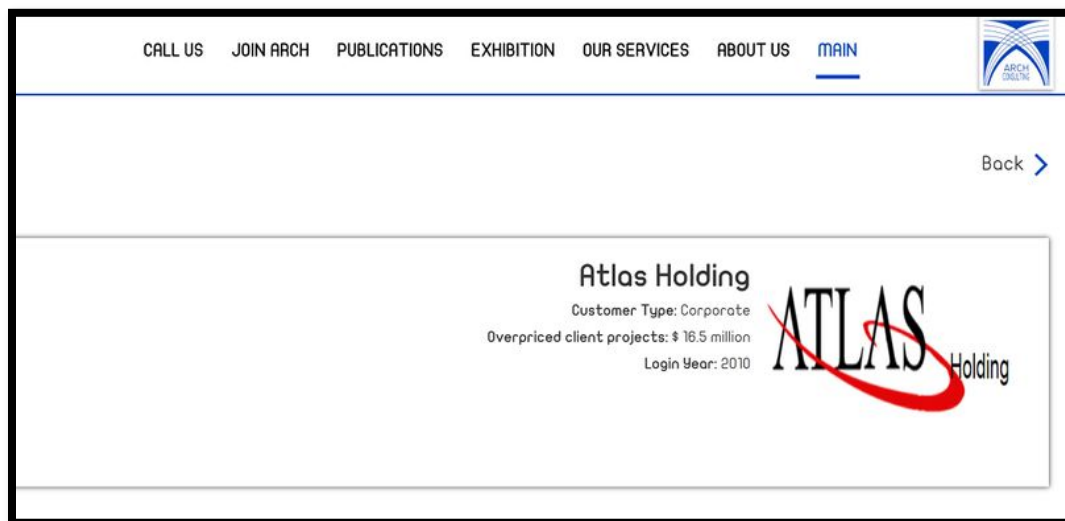 CALL US JOIN ARCH PUBLICATIONS EXHIBITION OUR SERVICES ABOUT US MAIN
ARCH
CONSULTING
Back
Atlas Holding
Customer Type: Corporate
Overpriced client projects: $ 16.5 million
Login Year: 2010
ATLAS
Holding